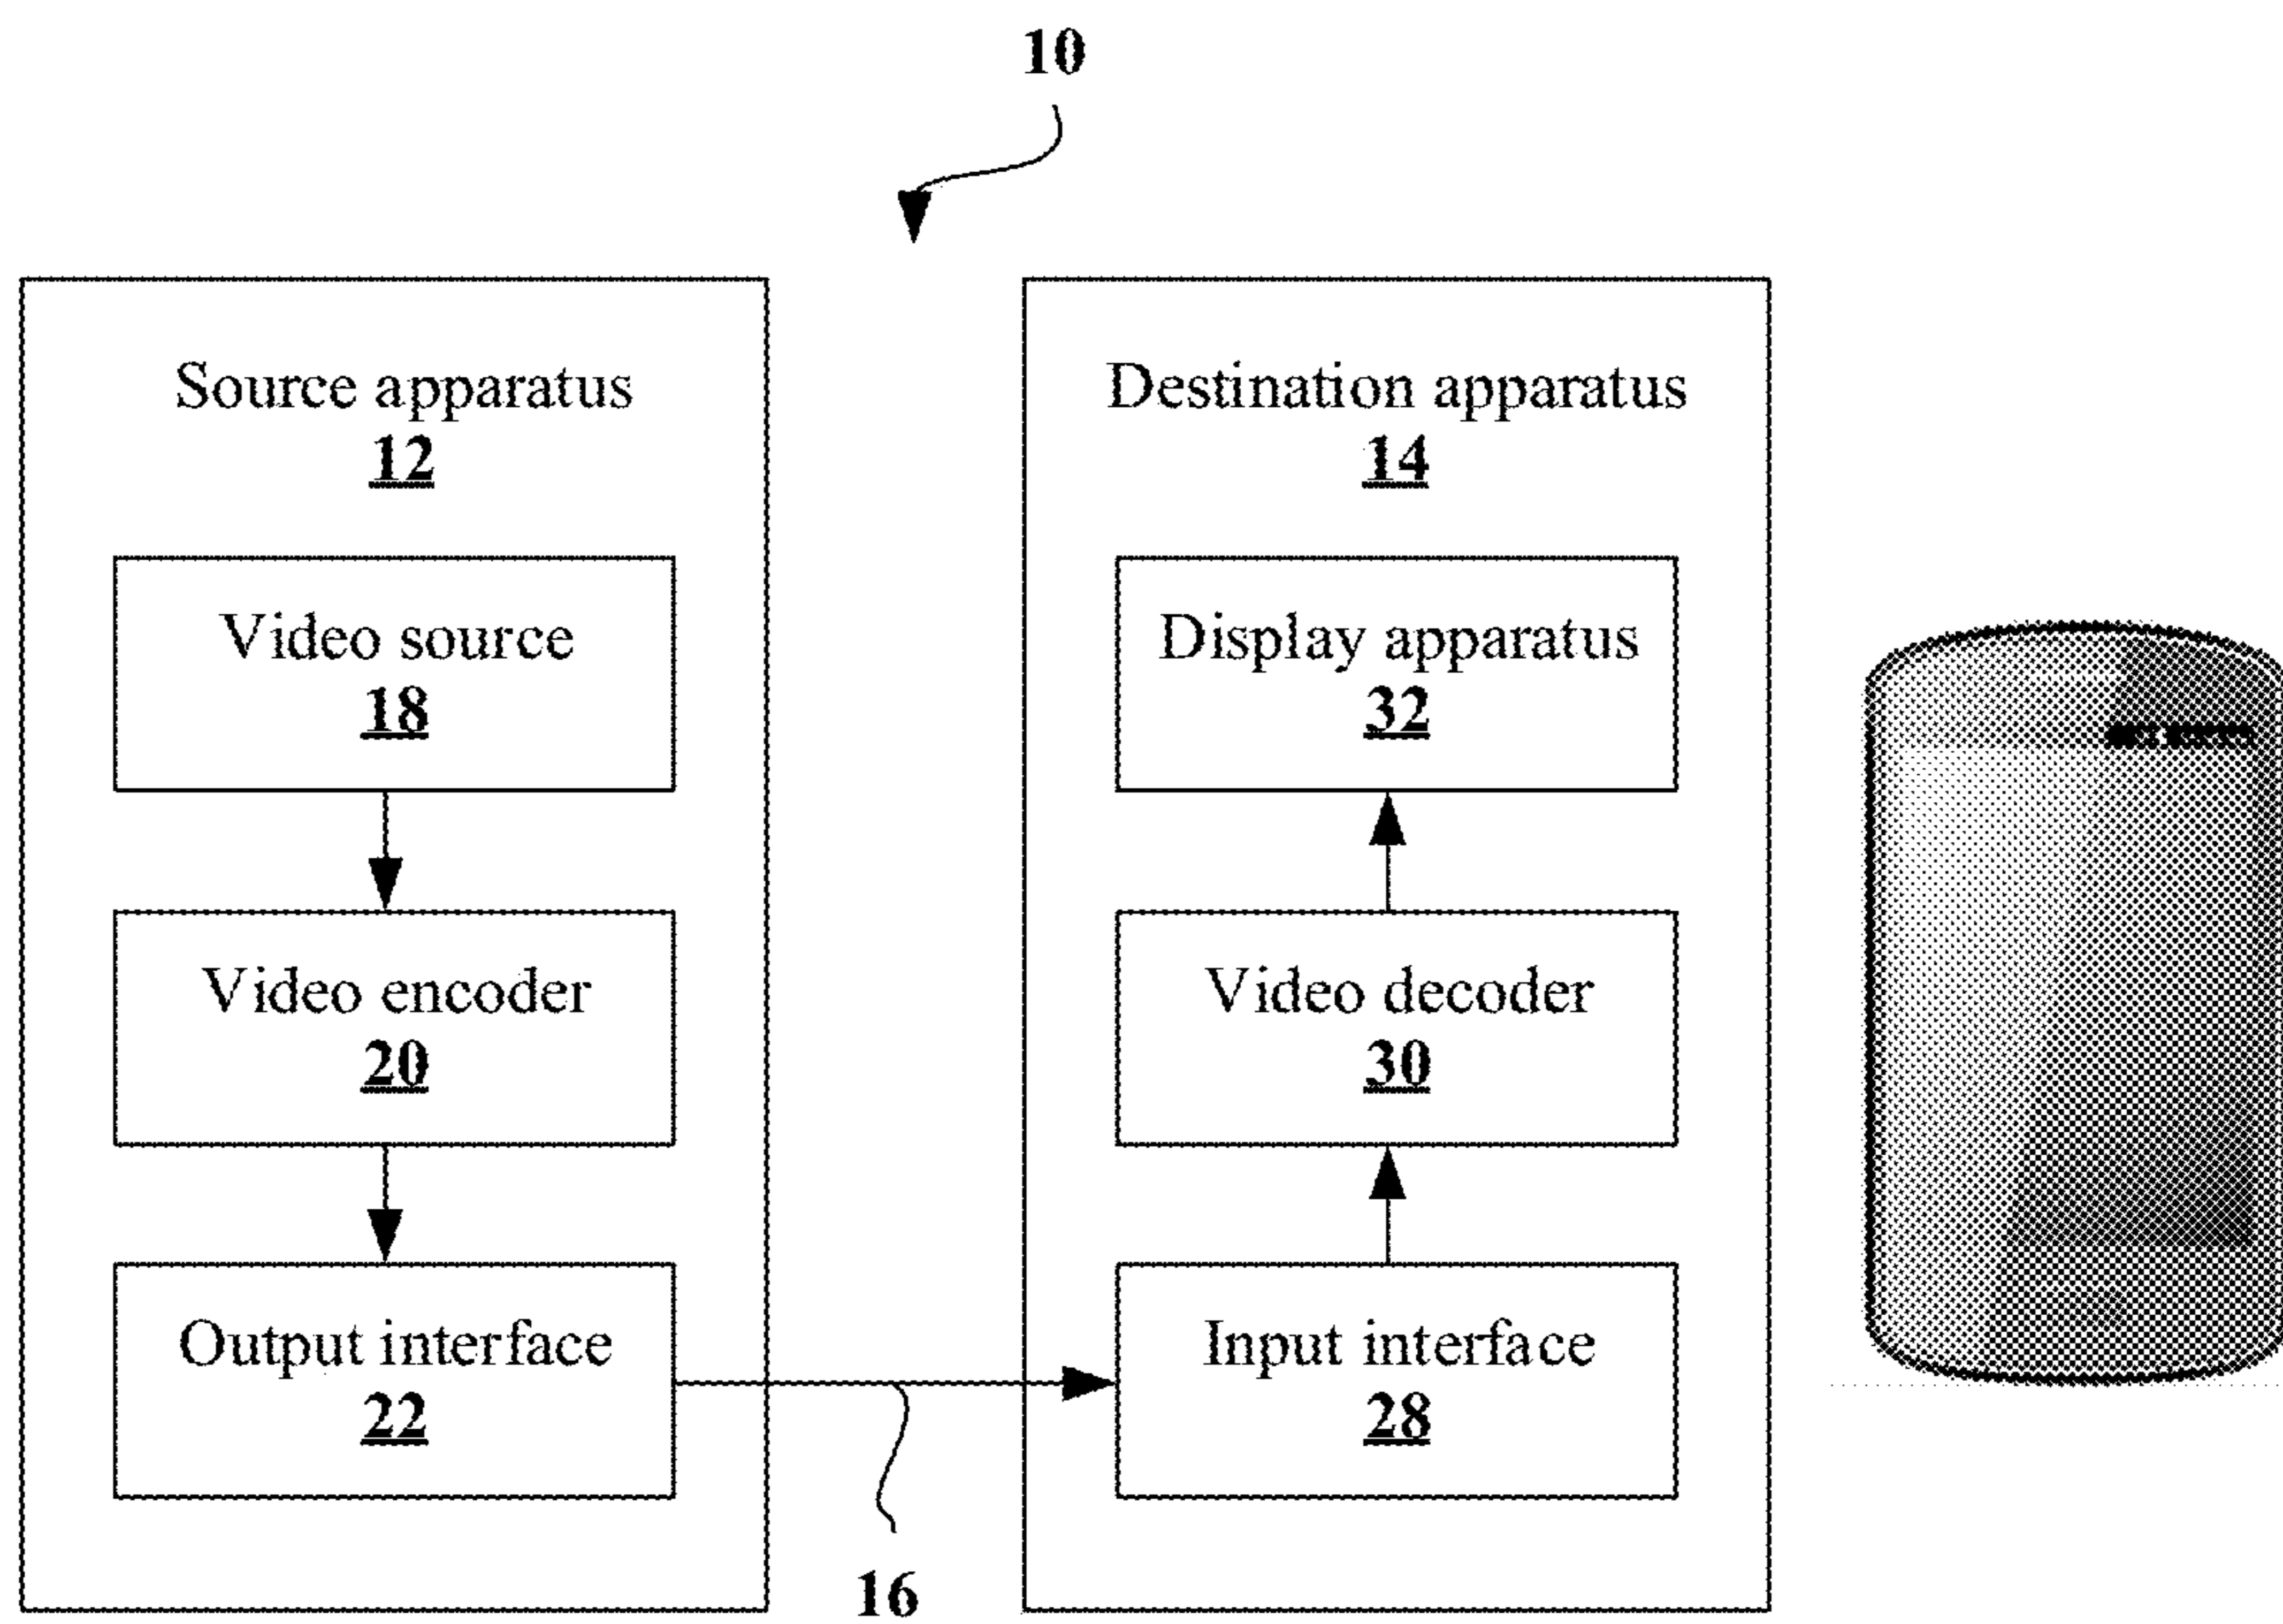 10
Source apparatus
12
Video source
18
Video encoder
20
Output interface
22
16
Destination apparatus
14
Display apparatus
32
Video decoder
30
Input interface
28